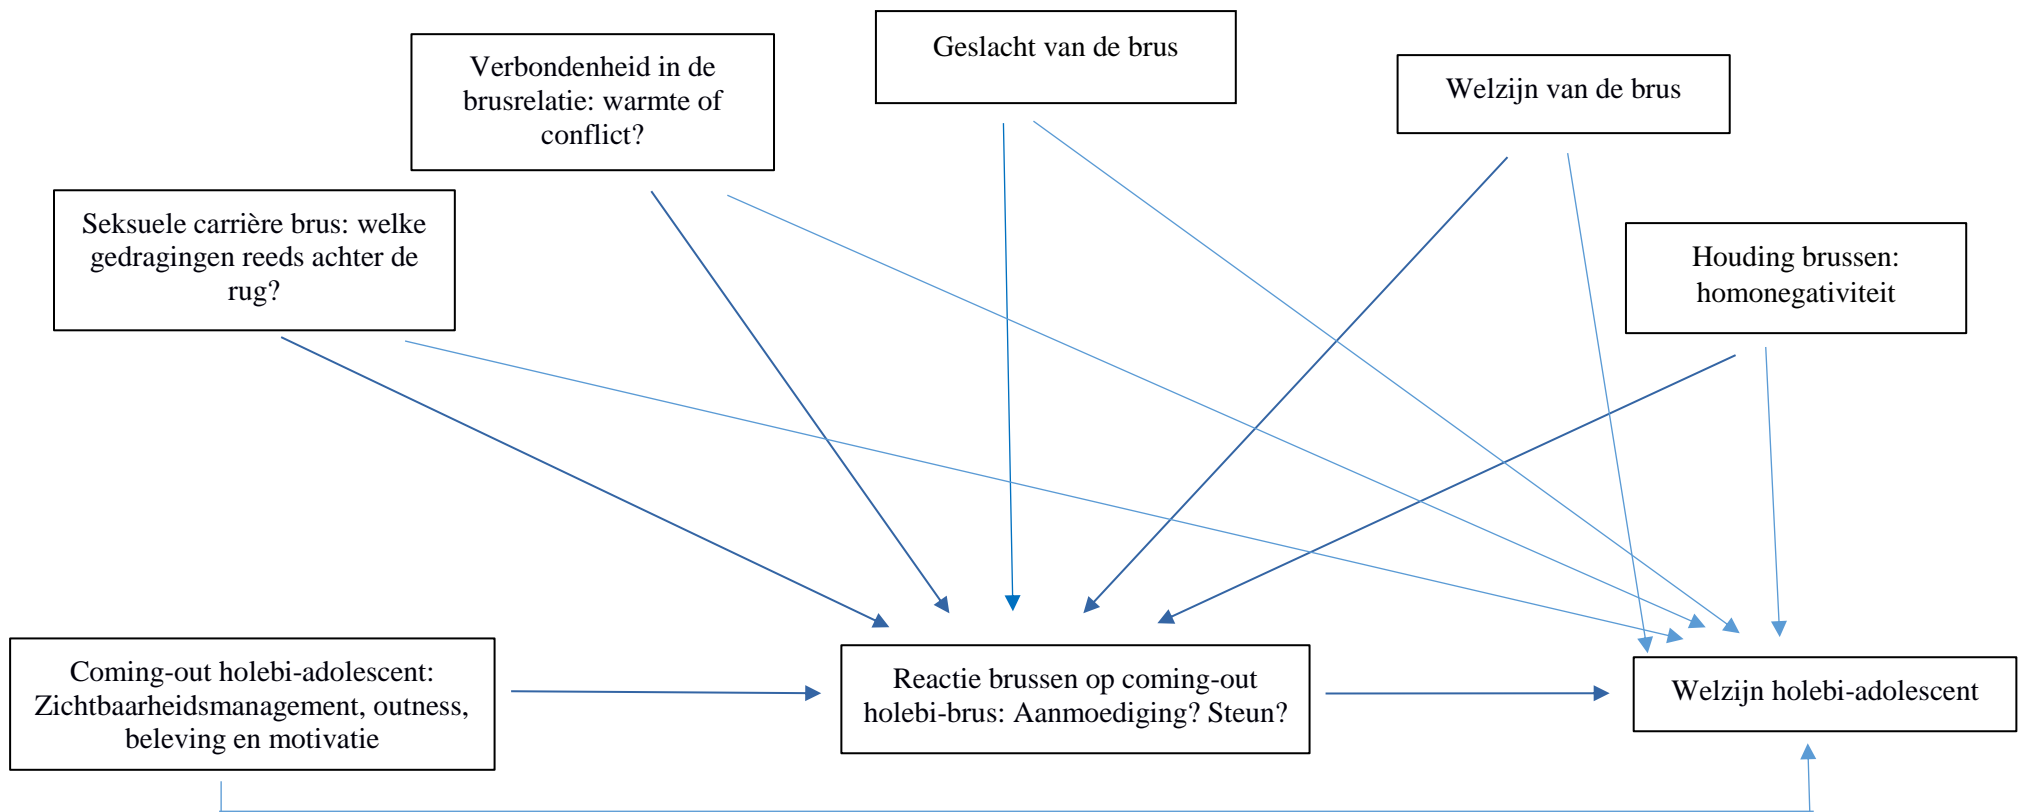 Geslacht van de brus
Verbondenheid in de
brusrelatie: warmte of
conflict?
Welzijn van de brus
Seksuele carrière brus: welke
gedragingen reeds achter de
rug?
Houding brussen:
homonegativiteit
Coming-out holebi-adolescent:
Zichtbaarheidsmanagement, outness,
beleving en motivatie
Reactie brussen op coming-out
holebi-brus: Aanmoediging? Steun?
Welzijn holebi-adolescent